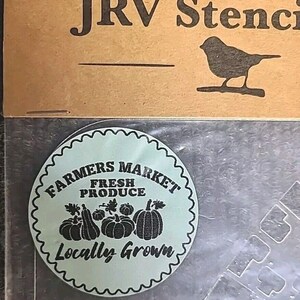 JRV Stenci
FARMERS MARKET
FRESH
PRODUCE
Locally Grown